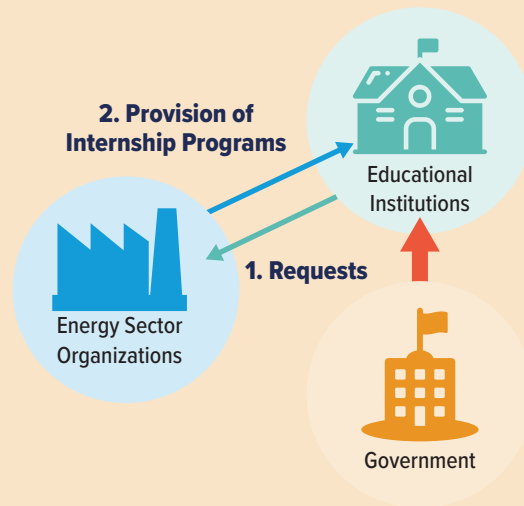 2. Provision of
Internship Programs
Educational
Institutions
1. Requests
Energy Sector
Organizations
Government